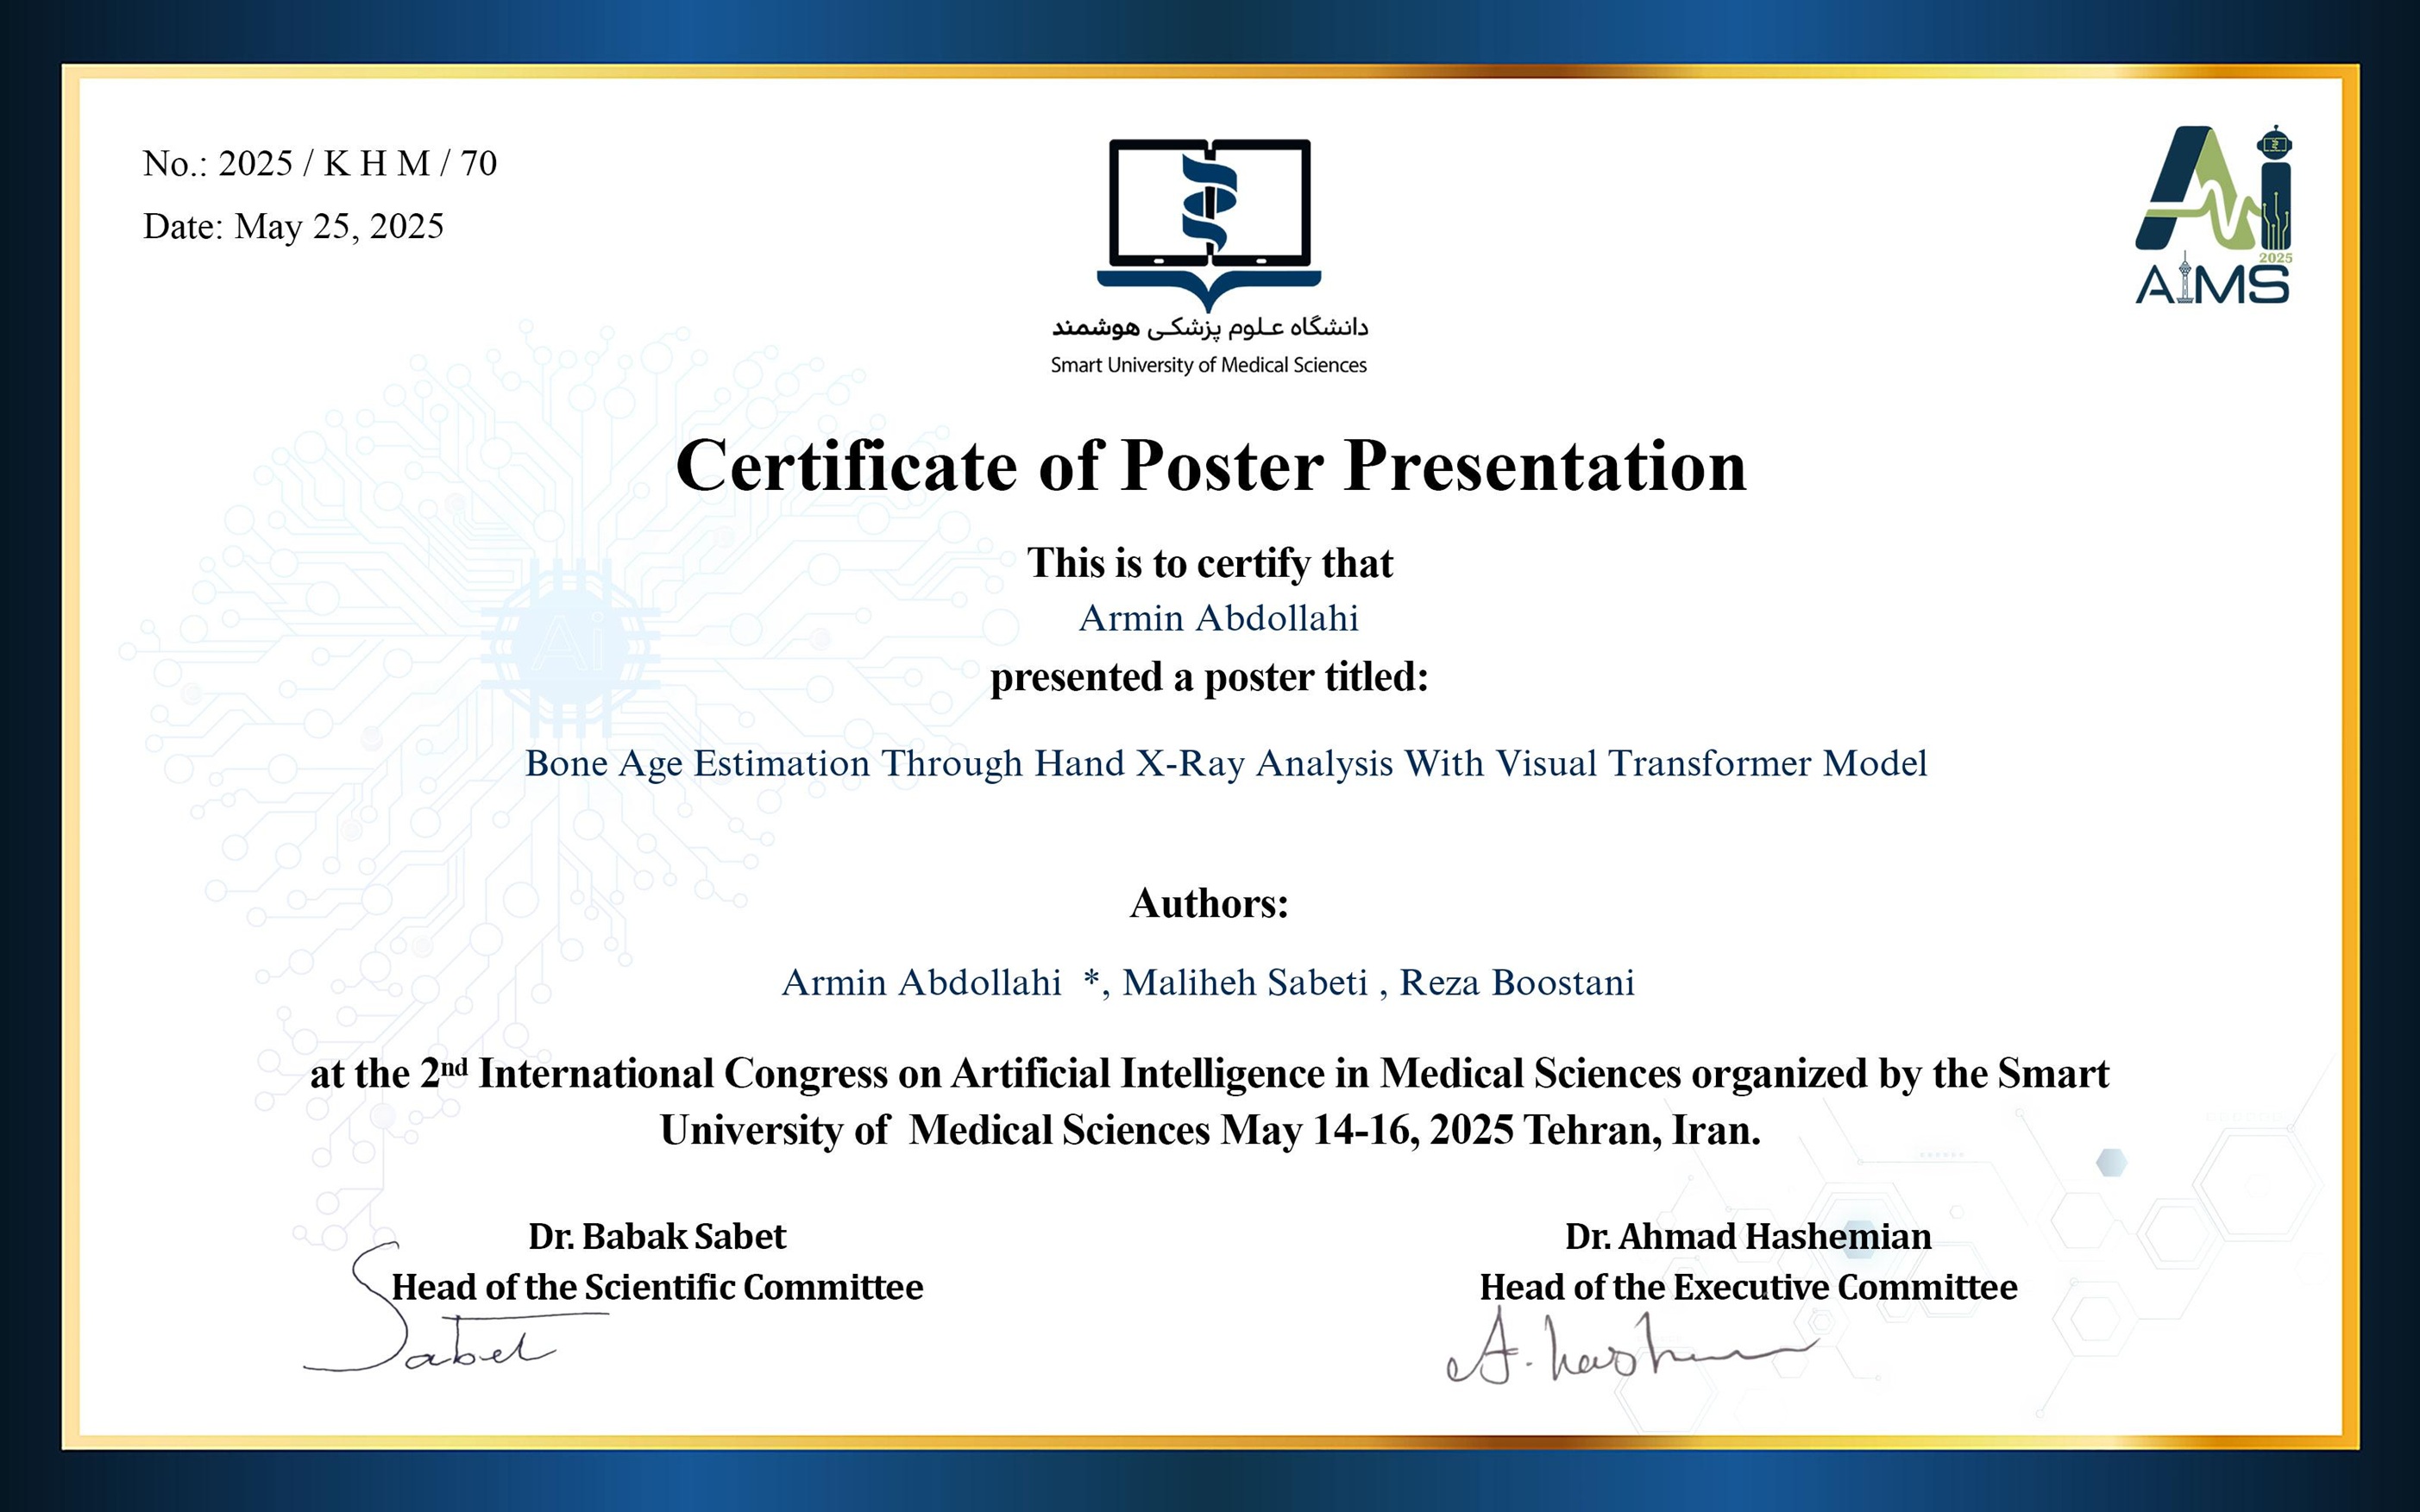 No.: 2025 / K H M / 70
Date: May 25, 2025
دانشگاه علوم پزشکی هوشمند
Smart University of Medical Sciences
Ai
2025
AIMS
Certificate of Poster Presentation
This is to certify that
Armin Abdollahi
presented a poster titled:
Ai
Bone Age Estimation Through Hand X-Ray Analysis With Visual Transformer Model
Authors:
Armin Abdollahi *, Maliheh Sabeti , Reza Boostani
at the 2nd International Congress on Artificial Intelligence in Medical Sciences organized by the Smart
University of Medical Sciences May 14-16, 2025 Tehran, Iran.
Dr. Babak Sabet
Head of the Scientific Committee
Sabet
Dr. Ahmad Hashemian
Head of the Executive Committee